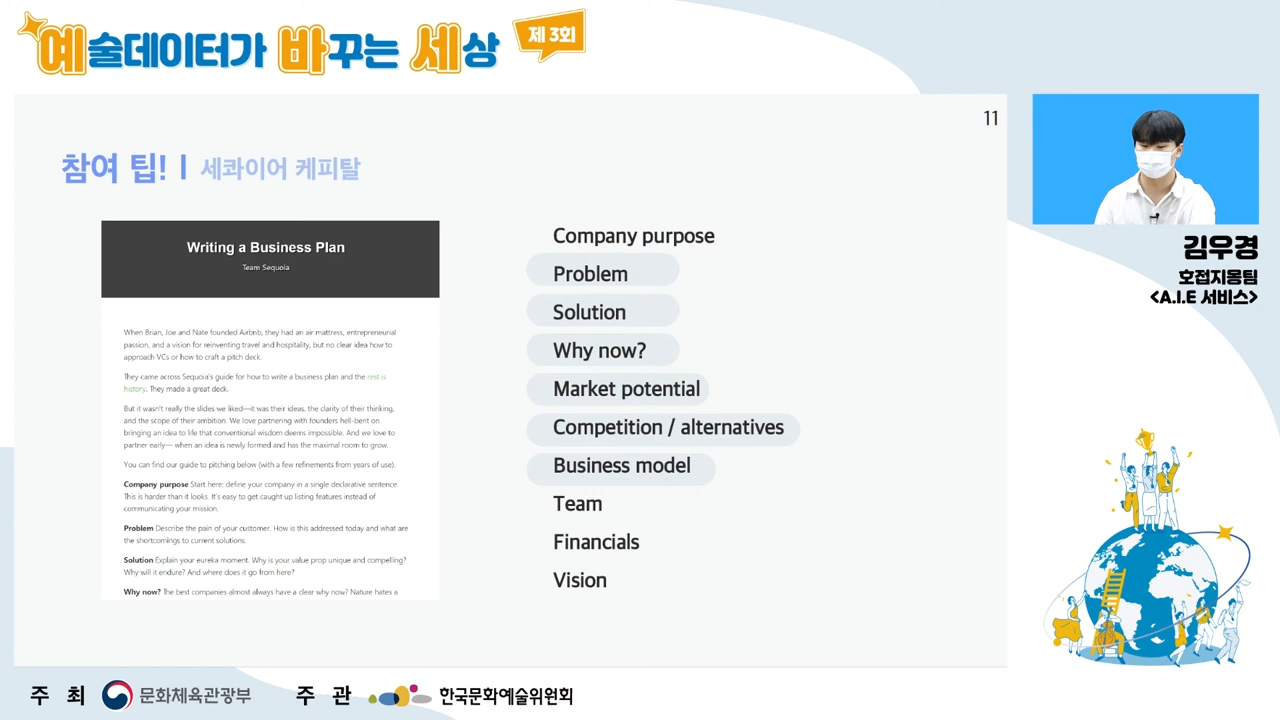 예술데이터가 바꾸는 세상
제 3회
11
참여 팁! | 세콰이어 케피탈
Writing a Business Plan
Team Sequoia
When Brian, Joe and Nate founded Airbnb, they had an air mattress, entrepreneurial
passion, and a vision for reinventing travel and hospitality, but no clear idea how to
approach VCs or how to craft a pitch deck.
They came across Sequoia's guide for how to write a business plan and the rest is
history. They made a great deck.
But it wasn't really the slides we liked—it was their ideas, the clarity of their thinking,
and the scope of their ambition. We love partnering with founders hell-bent on
bringing an idea to life that conventional wisdom deems impossible. And we love to
partner early— when an idea is newly formed and has the maximal room to grow.
You can find our guide to pitching below (with a few refinements from years of use).
Company purpose Start here: define your company in a single declarative sentence.
This is harder than it looks. It's easy to get caught up listing features instead of
communicating your mission.
Problem Describe the pain of your customer. How is this addressed today and what are
the shortcomings to current solutions.
Solution Explain your eureka moment. Why is your value prop unique and compelling?
Why will it endure? And where does it go from here?
Why now? The best companies almost always have a clear why now? Nature hates a
Company purpose
Problem
Solution
Why now?
Market potential
Competition / alternatives
Business model
Team
Financials
Vision
김우경
호접지몽팀
<A.I.E 서비스>
주 최 문화체육관광부 주 관 한국문화예술위원회